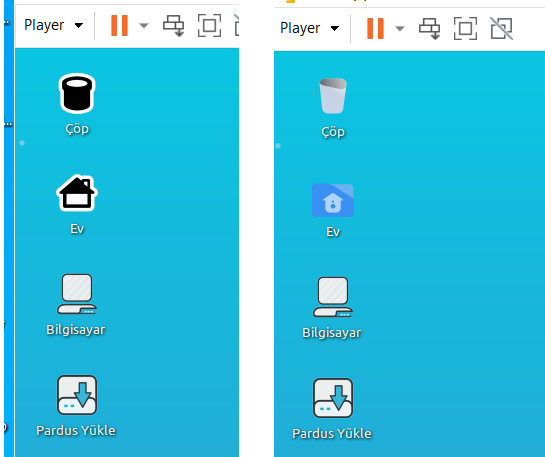 Player
Çöp
Ev
Bilgisayar
Pardus Yükle
Player
Çöp
Ev
Bilgisayar
Pardus Yükle